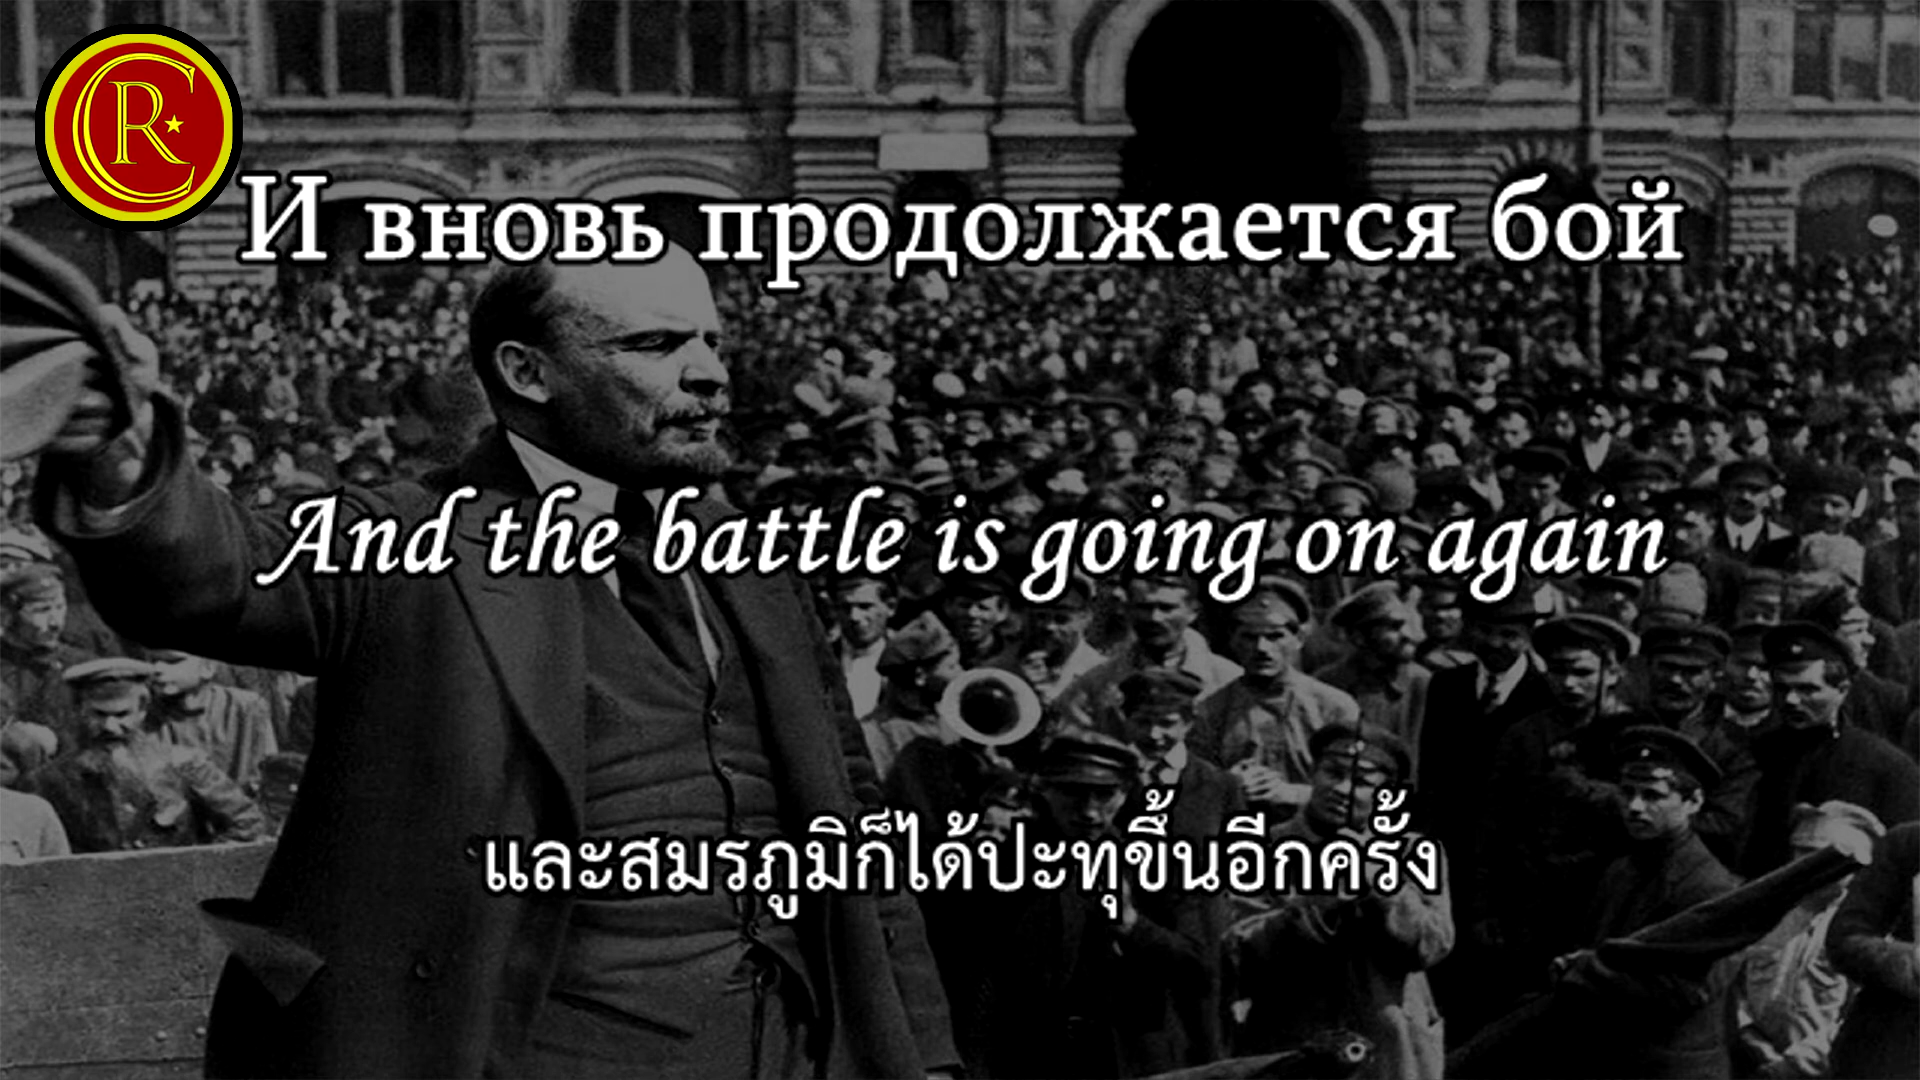 CR
И вновь продолжается бой
And the battle is going on again
และสมรภูมิก็ได้ปะทุขึ้นอีกครั้ง